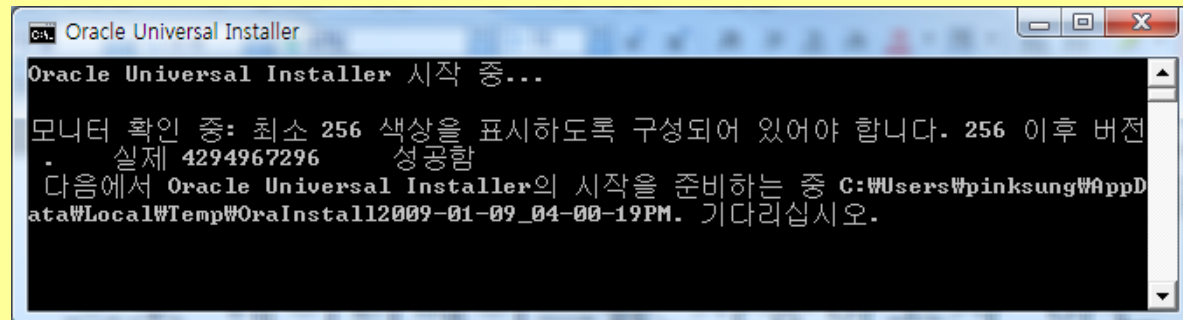 Oracle Universal Installer
Oracle Universal Installer 시작 중...
모니터 확인 중: 최소 256 색상을 표시하도록 구성되어 있어야 합니다. 256 이후 버전
.    실제 4294967296     성공함
다음에서 Oracle Universal Installer의 시작을 준비하는 중 C:₩Users₩pinksung₩AppD
ata₩Local₩Temp₩OraInstall2009-01-09_04-00-19PM. 기다리십시오.